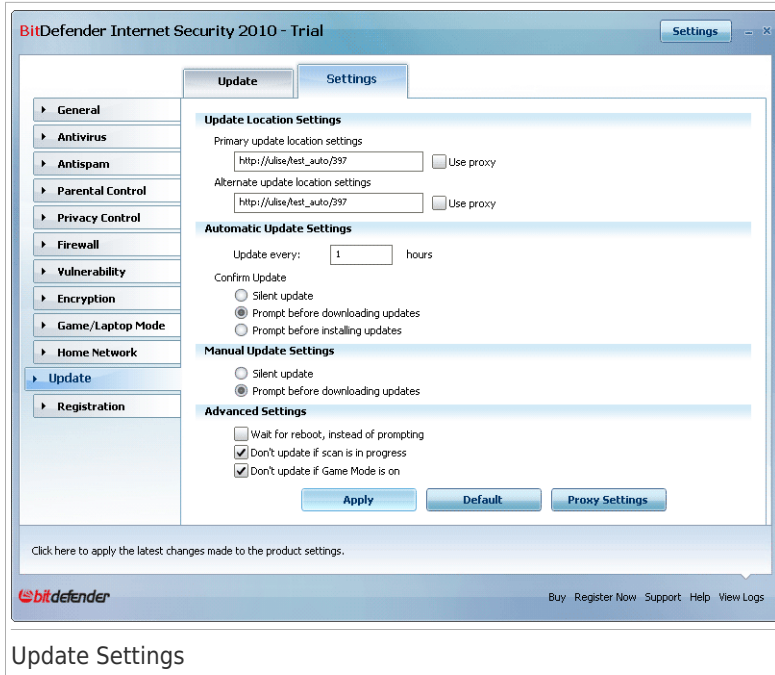 BitDefender Internet Security 2010 - Trial
Settings
Update
Settings
General
Antivirus
Antispam
Parental Control
Privacy Control
Firewall
Vulnerability
Encryption
Game/Laptop Mode
Home Network
Update
Registration
Update Location Settings
Primary update location settings
http://ulise/test_auto/397
Use proxy
Alternate update location settings
http://ulise/test_auto/397
Use proxy
Automatic Update Settings
Update every: 1 hours
Confirm Update
Silent update
Prompt before downloading updates
Prompt before installing updates
Manual Update Settings
Silent update
Prompt before downloading updates
Advanced Settings
Wait for reboot, instead of prompting
Don't update if scan is in progress
Don't update if Game Mode is on
Apply Default Proxy Settings
Click here to apply the latest changes made to the product settings.
bitdefender
Buy Register Now Support Help View Logs
Update Settings